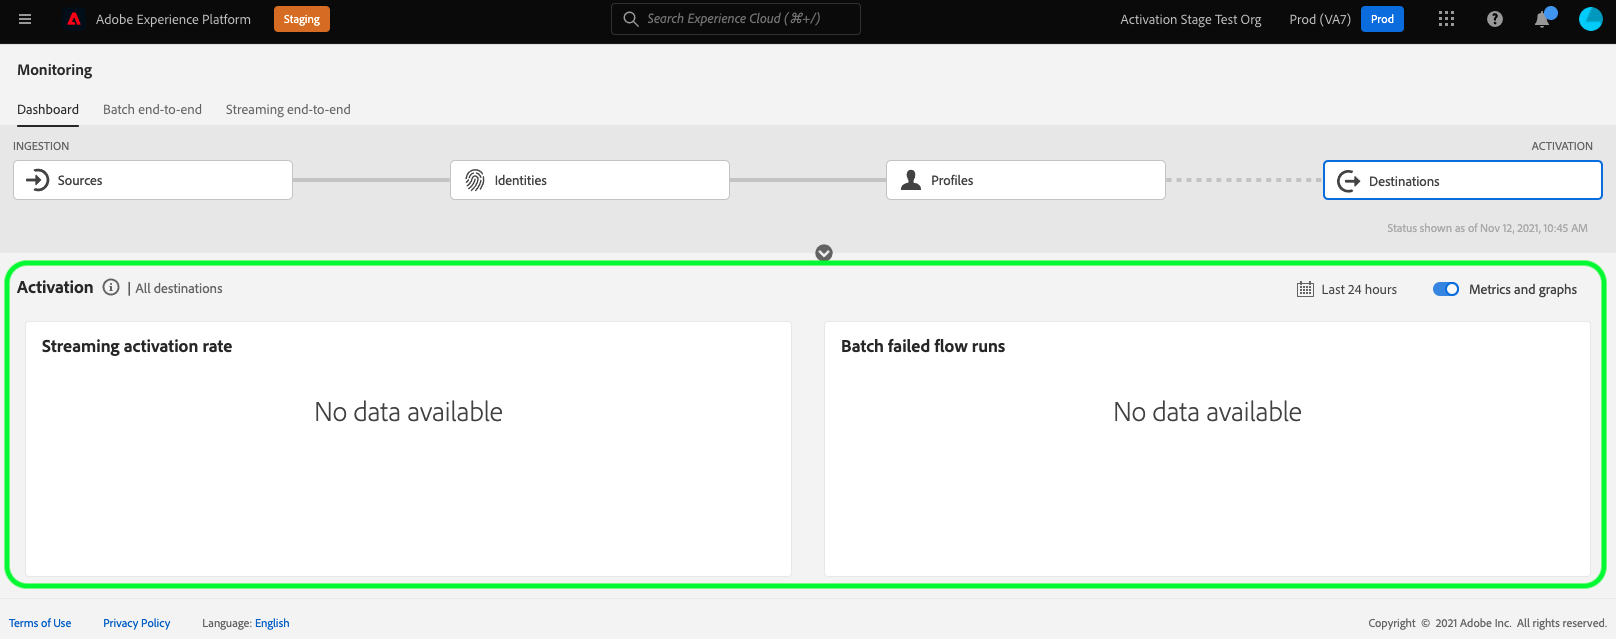 Adobe Experience Platform Staging Search Experience Cloud (⌘+/) Activation Stage Test Org Prod (VA7) Prod
Monitoring
Dashboard Batch end-to-end Streaming end-to-end
INGESTION ACTIVATION
Sources Identities Profiles Destinations
Status shown as of Nov 12, 2021, 10:45 AM
Activation | All destinations Last 24 hours Metrics and graphs
Streaming activation rate Batch failed flow runs
No data available No data available
Terms of Use Privacy Policy Language: English Copyright © 2021 Adobe Inc. All rights reserved.